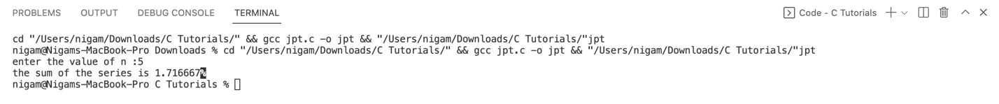 PROBLEMS OUTPUT DEBUG CONSOLE TERMINAL Code - C Tutorials
cd "/Users/nigam/Downloads/C Tutorials/" && gcc jpt.c -o jpt && "/Users/nigam/Downloads/C Tutorials/"jpt
nigam@Nigams-MacBook-Pro Downloads % cd "/Users/nigam/Downloads/C Tutorials/" && gcc jpt.c -o jpt && "/Users/nigam/Downloads/C Tutorials/"jpt
enter the value of n :5
the sum of the series is 1.716667%
nigam@Nigams-MacBook-Pro C Tutorials %